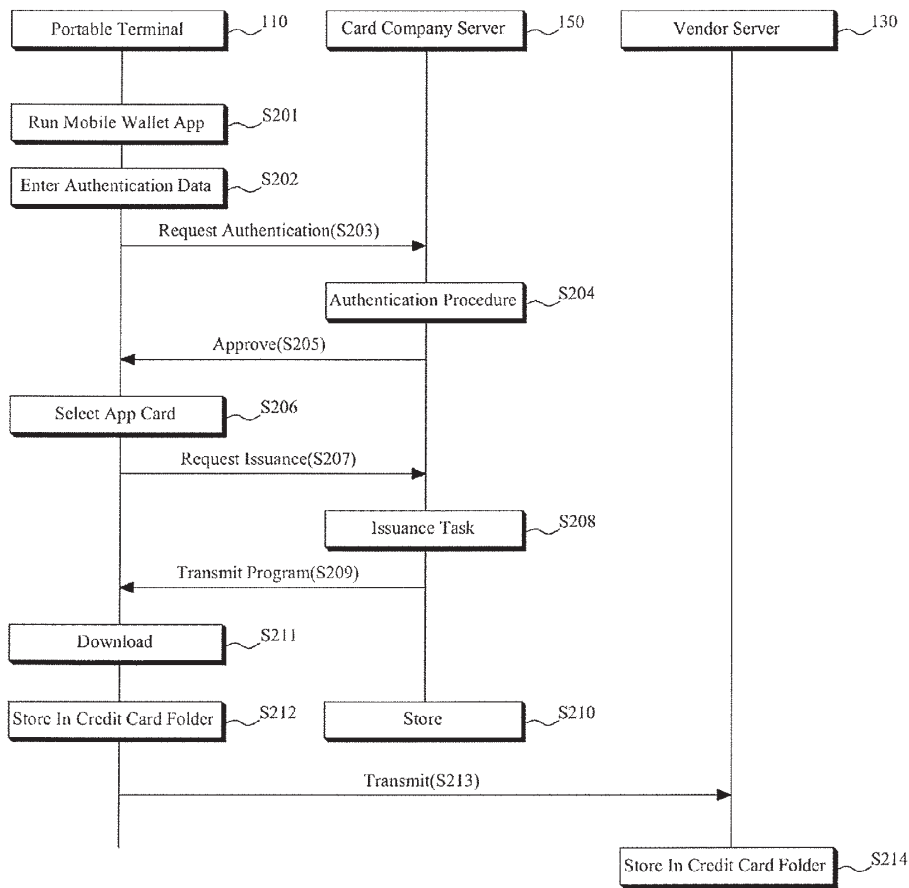 Portable Terminal 110 Card Company Server 150 Vendor Server 130
Run Mobile Wallet App S201
Enter Authentication Data S202
Request Authentication(S203)
Authentication Procedure S204
Approve(S205)
Select App Card S206
Request Issuance(S207)
Issuance Task S208
Transmit Program(S209)
Download S211
Store In Credit Card Folder S212 Store S210
Transmit(S213)
Store In Credit Card Folder S214